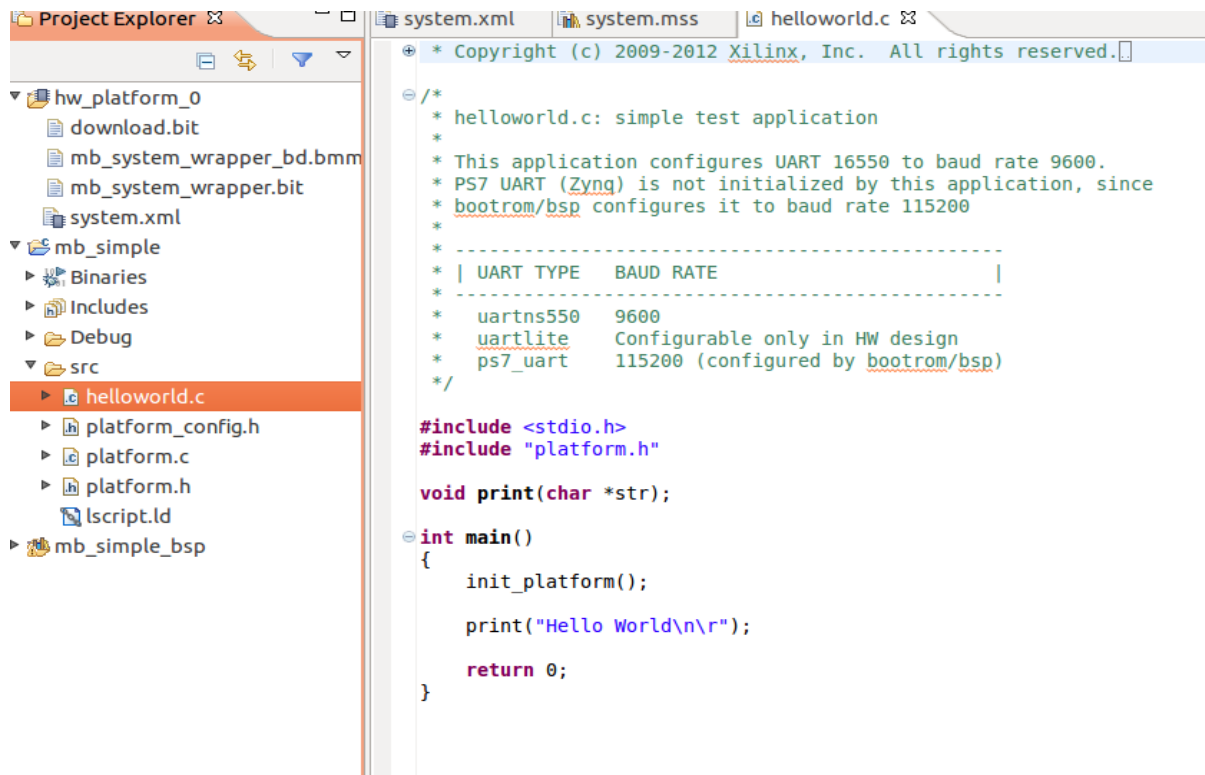 Project Explorer
system.xml
system.mss
helloworld.c
hw_platform_0
download.bit
mb_system_wrapper_bd.bmm
mb_system_wrapper.bit
system.xml
mb_simple
Binaries
Includes
Debug
src
helloworld.c
platform_config.h
platform.c
platform.h
lscript.ld
mb_simple_bsp
* Copyright (c) 2009-2012 Xilinx, Inc.  All rights reserved.
/*
 * helloworld.c: simple test application
 *
 * This application configures UART 16550 to baud rate 9600.
 * PS7 UART (Zynq) is not initialized by this application, since
 * bootrom/bsp configures it to baud rate 115200
 *
 * ------------------------------------------------
 * | UART TYPE   BAUD RATE                        |
 * ------------------------------------------------
 *   uartns550   9600
 *   uartlite    Configurable only in HW design
 *   ps7_uart    115200 (configured by bootrom/bsp)
 */
#include <stdio.h>
#include "platform.h"
void print(char *str);
int main()
{
    init_platform();
    print("Hello World\n\r");
    return 0;
}